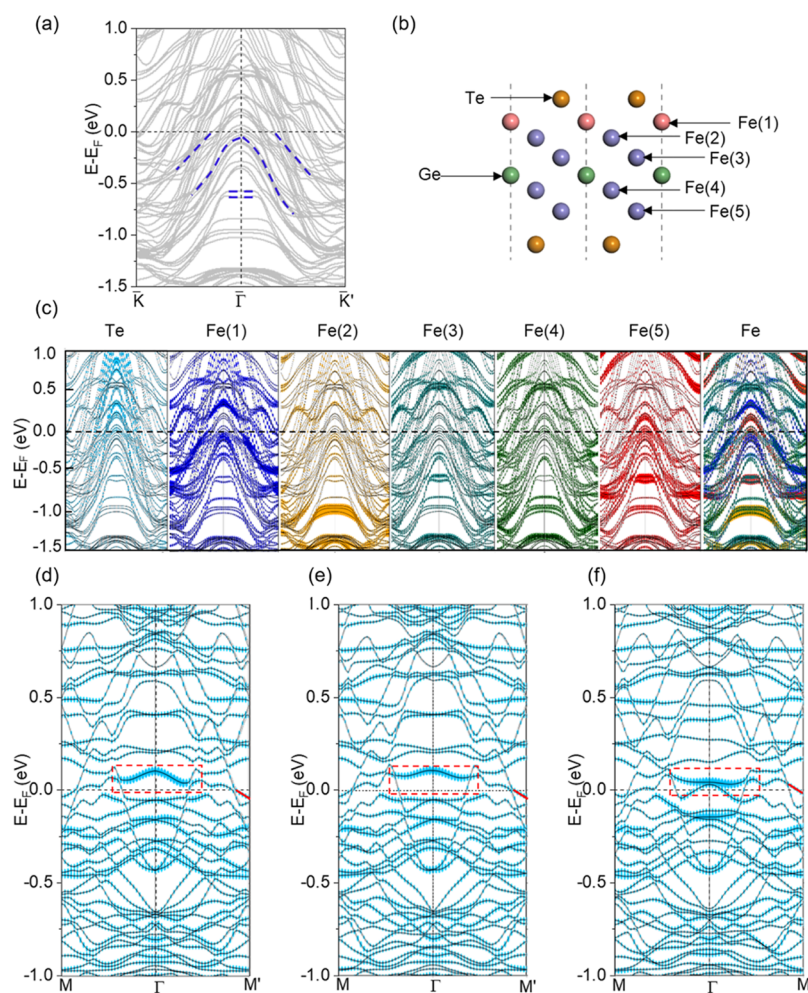 (a)
(b)
1.0
0.5
0.0
-0.5
-1.0
-1.5
E-E_F (eV)
K̅
Γ̅
K̅'
Te
Ge
Fe(1)
Fe(2)
Fe(3)
Fe(4)
Fe(5)
(c)
Te Fe(1) Fe(2) Fe(3) Fe(4) Fe(5) Fe
1.0
0.5
0.0
-0.5
-1.0
-1.5
E-E_F (eV)
(d)
1.0
0.5
0.0
-0.5
-1.0
E-E_F (eV)
M Γ M'
(e)
1.0
0.5
0.0
-0.5
-1.0
E-E_F (eV)
M Γ M'
(f)
1.0
0.5
0.0
-0.5
-1.0
E-E_F (eV)
M Γ M